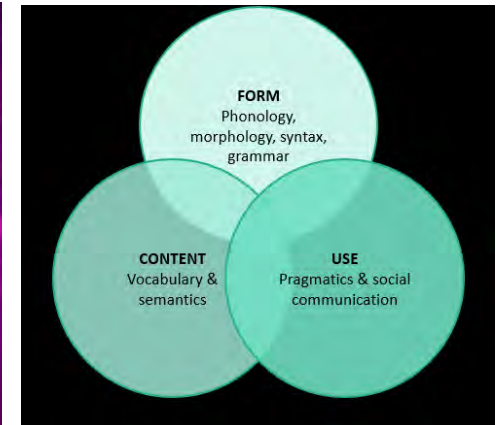 FORM
Phonology,
morphology, syntax,
grammar
CONTENT
Vocabulary &
semantics
USE
Pragmatics & social
communication